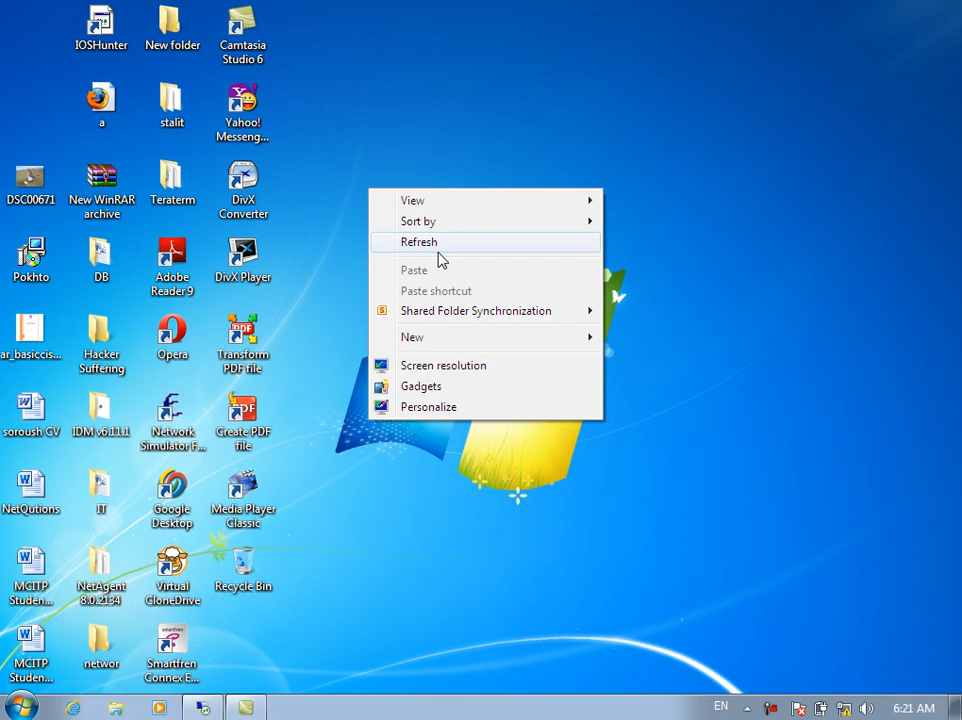 IOSHunter
New folder
Camtasia
Studio 6
a
stalit
Yahoo!
Messeng...
DSC00671
New WinRAR
archive
Teraterm
DivX
Converter
Pokhto
DB
Adobe
Reader 9
DivX Player
ar_basiccis...
Hacker
Suffering
Opera
Transform
PDF file
soroush CV
IDM v6.11.1
Network
Simulator F...
Create PDF
file
NetQutions
IT
Google
Desktop
Media Player
Classic
MCITP
Studen...
NetAgent
8.0.2134
Virtual
CloneDrive
Recycle Bin
MCITP
Studen...
networ
Smartfren
Connex E...
View
Sort by
Refresh
Paste
Paste shortcut
Shared Folder Synchronization
New
Screen resolution
Gadgets
Personalize
EN
6:21 AM